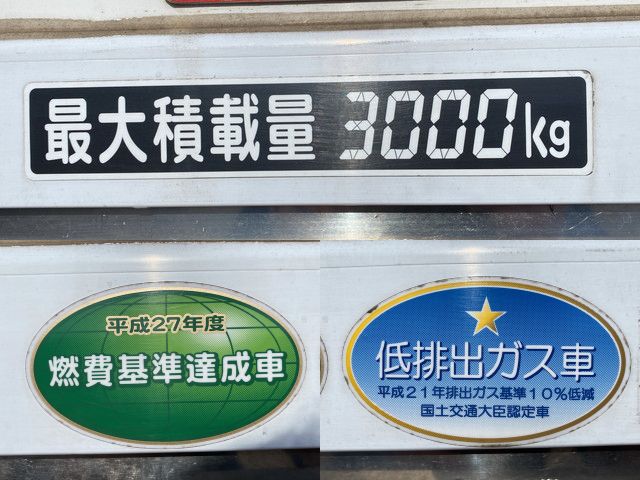 最大積載量 3000kg
平成27年度
燃費基準達成車
低排出ガス車
平成21年排出ガス基準10%低減
国土交通大臣認定車